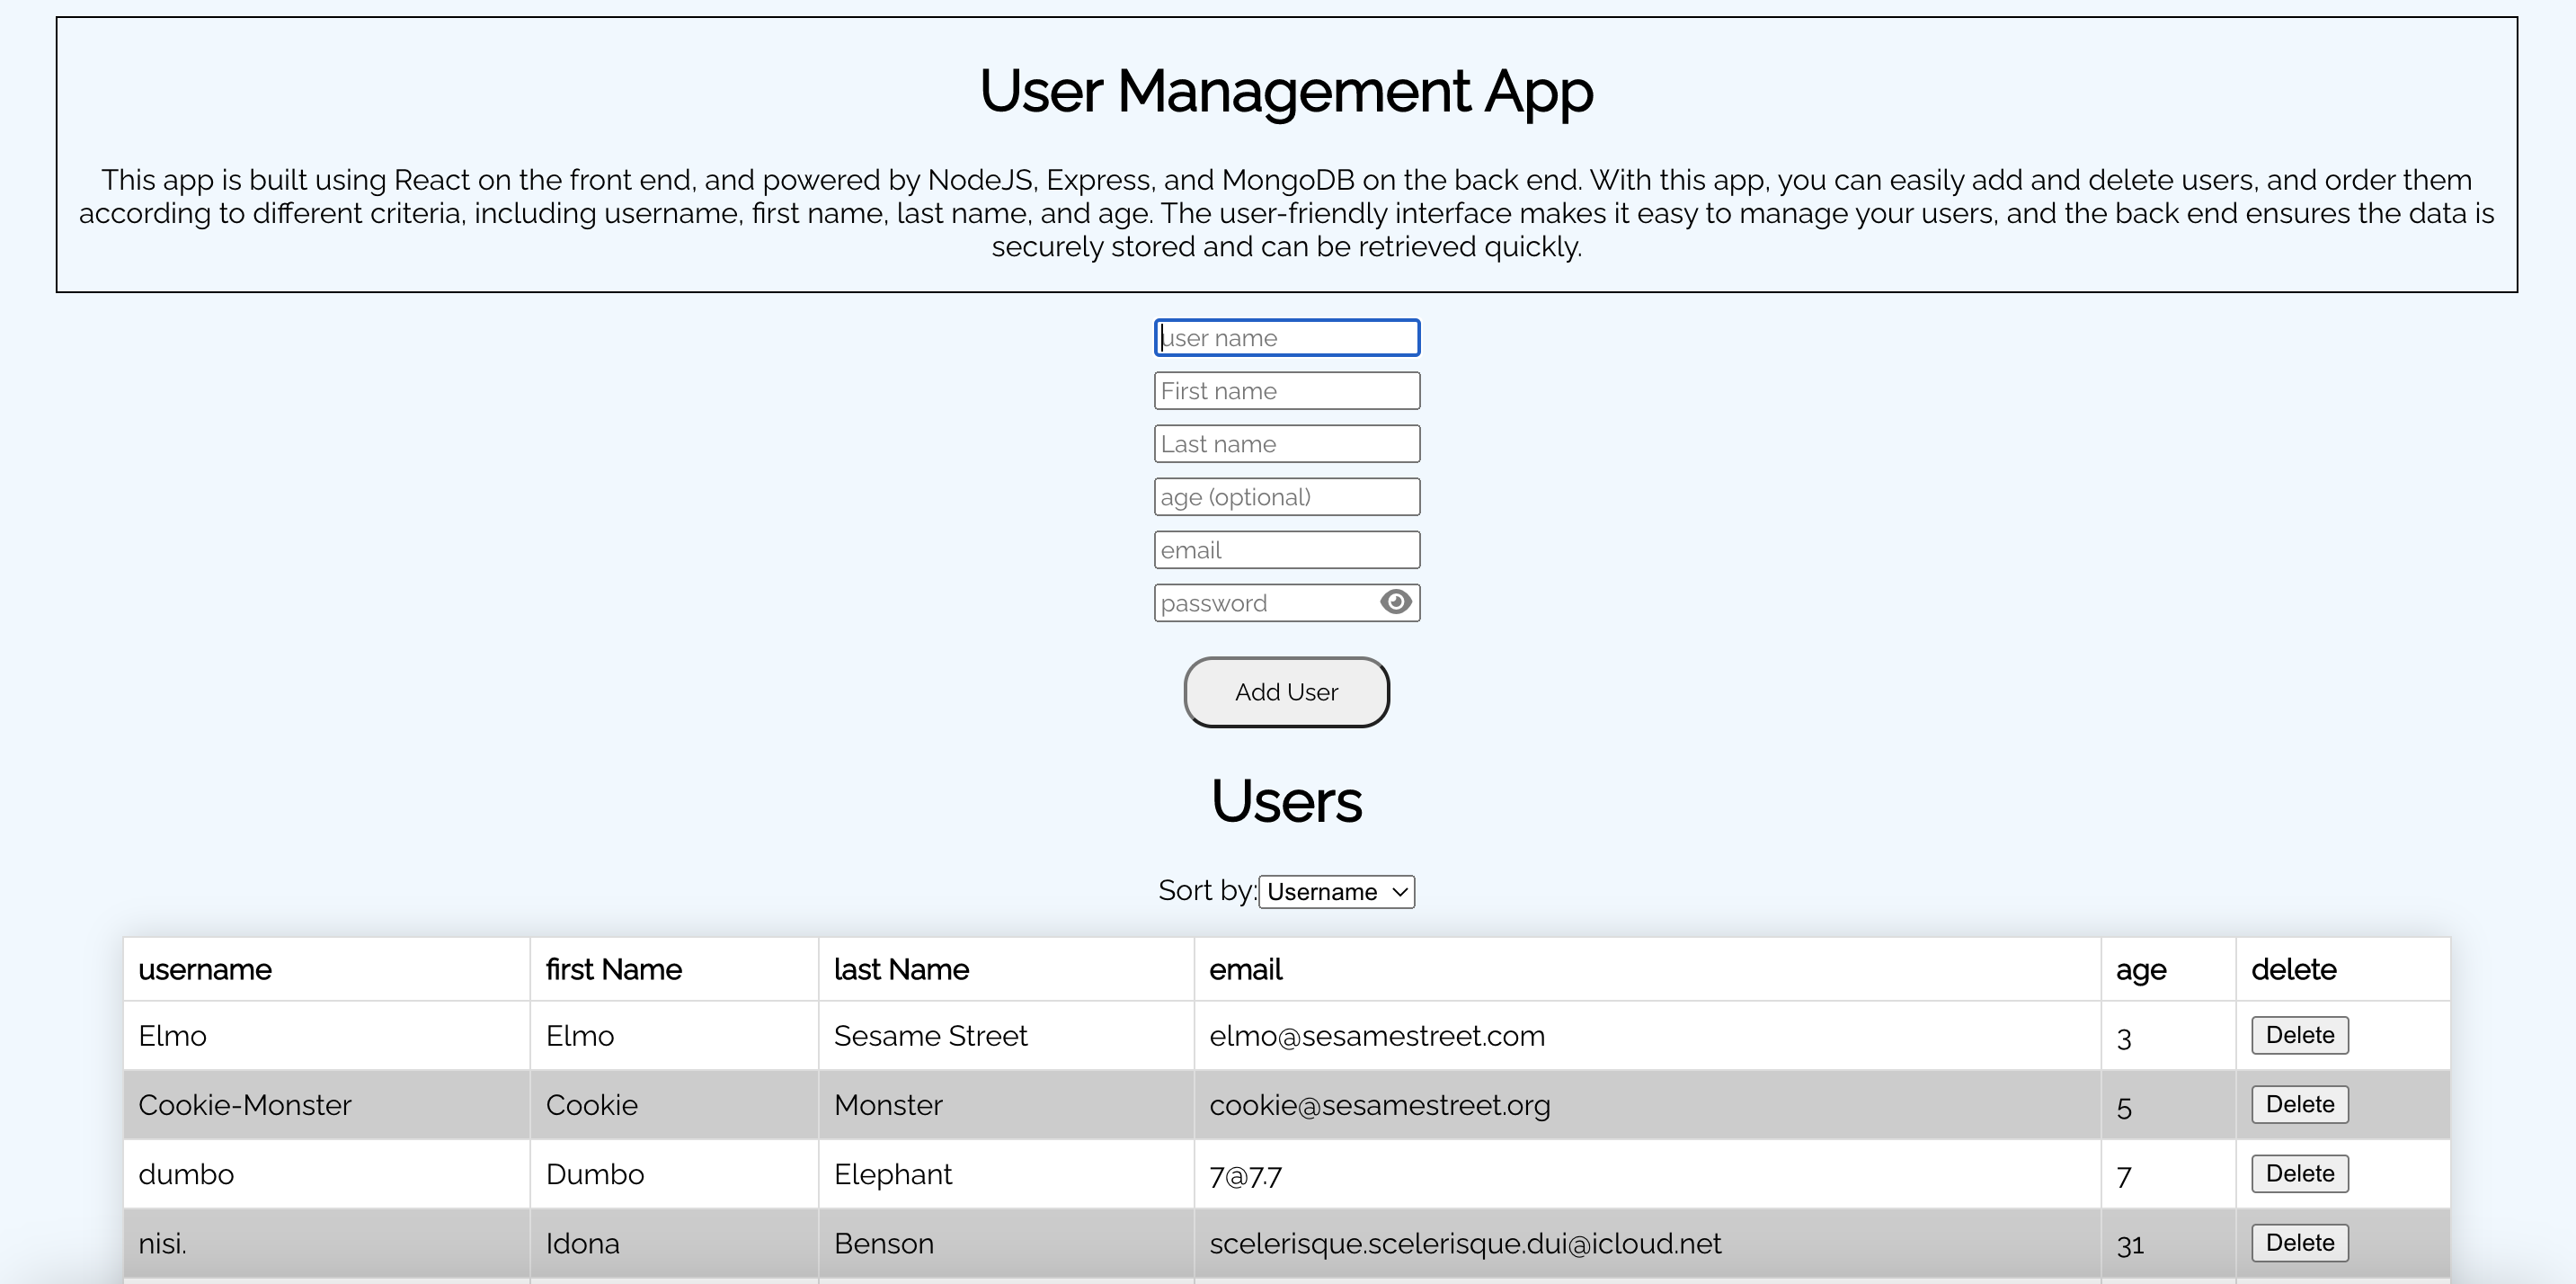 User Management App
This app is built using React on the front end, and powered by NodeJS, Express, and MongoDB on the back end. With this app, you can easily add and delete users, and order them
according to different criteria, including username, first name, last name, and age. The user-friendly interface makes it easy to manage your users, and the back end ensures the data is
securely stored and can be retrieved quickly.
user name
First name
Last name
age (optional)
email
password
Add User
Users
Sort by: Username
username first Name last Name email age delete
Elmo Elmo Sesame Street elmo@sesamestreet.com 3 Delete
Cookie-Monster Cookie Monster cookie@sesamestreet.org 5 Delete
dumbo Dumbo Elephant 7@7.7 7 Delete
nisi. Idona Benson scelerisque.scelerisque.dui@icloud.net 31 Delete